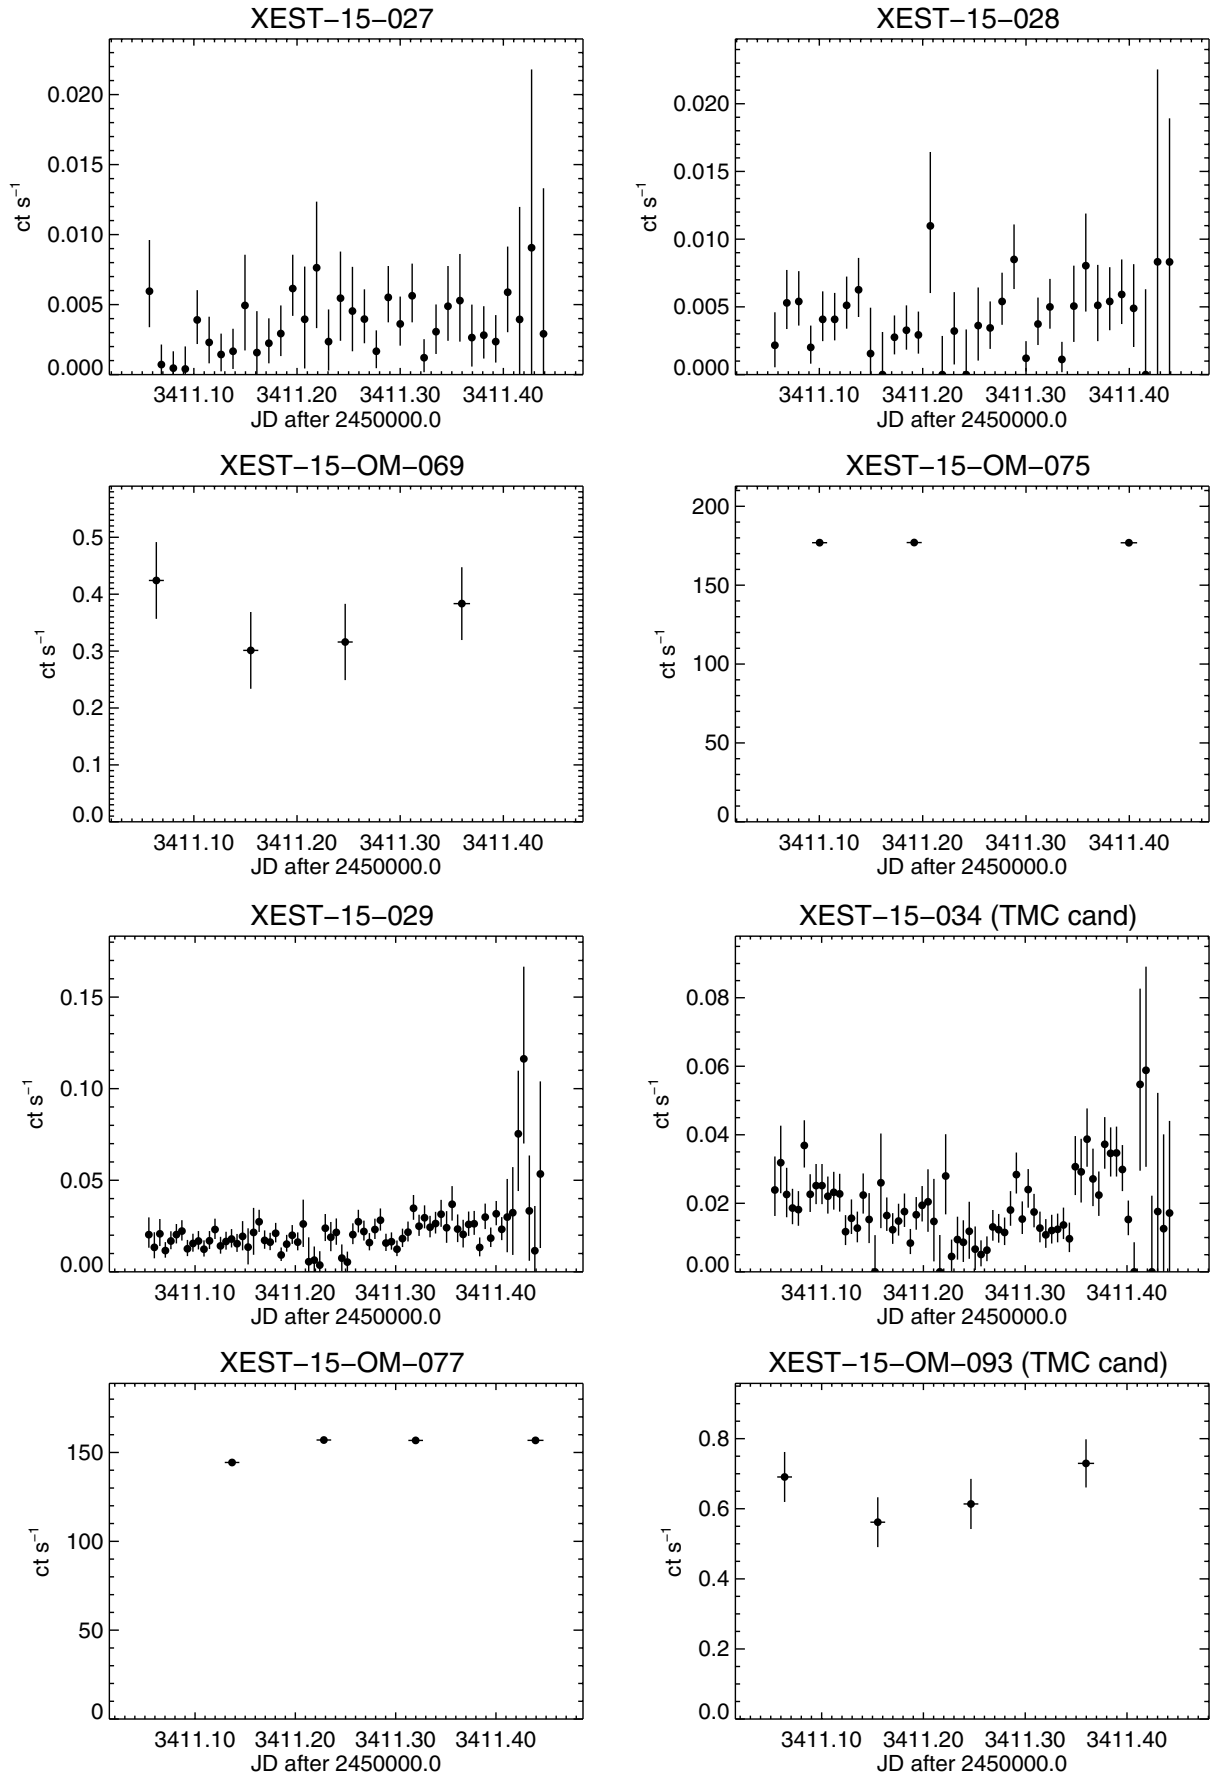 XEST−15−027
0.020
0.015
0.010
0.005
0.000
ct s⁻¹
3411.10 3411.20 3411.30 3411.40
JD after 2450000.0
XEST−15−028
0.020
0.015
0.010
0.005
0.000
ct s⁻¹
3411.10 3411.20 3411.30 3411.40
JD after 2450000.0
XEST−15−OM−069
0.5
0.4
0.3
0.2
0.1
0.0
ct s⁻¹
3411.10 3411.20 3411.30 3411.40
JD after 2450000.0
XEST−15−OM−075
200
150
100
50
0
ct s⁻¹
3411.10 3411.20 3411.30 3411.40
JD after 2450000.0
XEST−15−029
0.15
0.10
0.05
0.00
ct s⁻¹
3411.10 3411.20 3411.30 3411.40
JD after 2450000.0
XEST−15−034 (TMC cand)
0.08
0.06
0.04
0.02
0.00
ct s⁻¹
3411.10 3411.20 3411.30 3411.40
JD after 2450000.0
XEST−15−OM−077
150
100
50
0
ct s⁻¹
3411.10 3411.20 3411.30 3411.40
JD after 2450000.0
XEST−15−OM−093 (TMC cand)
0.8
0.6
0.4
0.2
0.0
ct s⁻¹
3411.10 3411.20 3411.30 3411.40
JD after 2450000.0